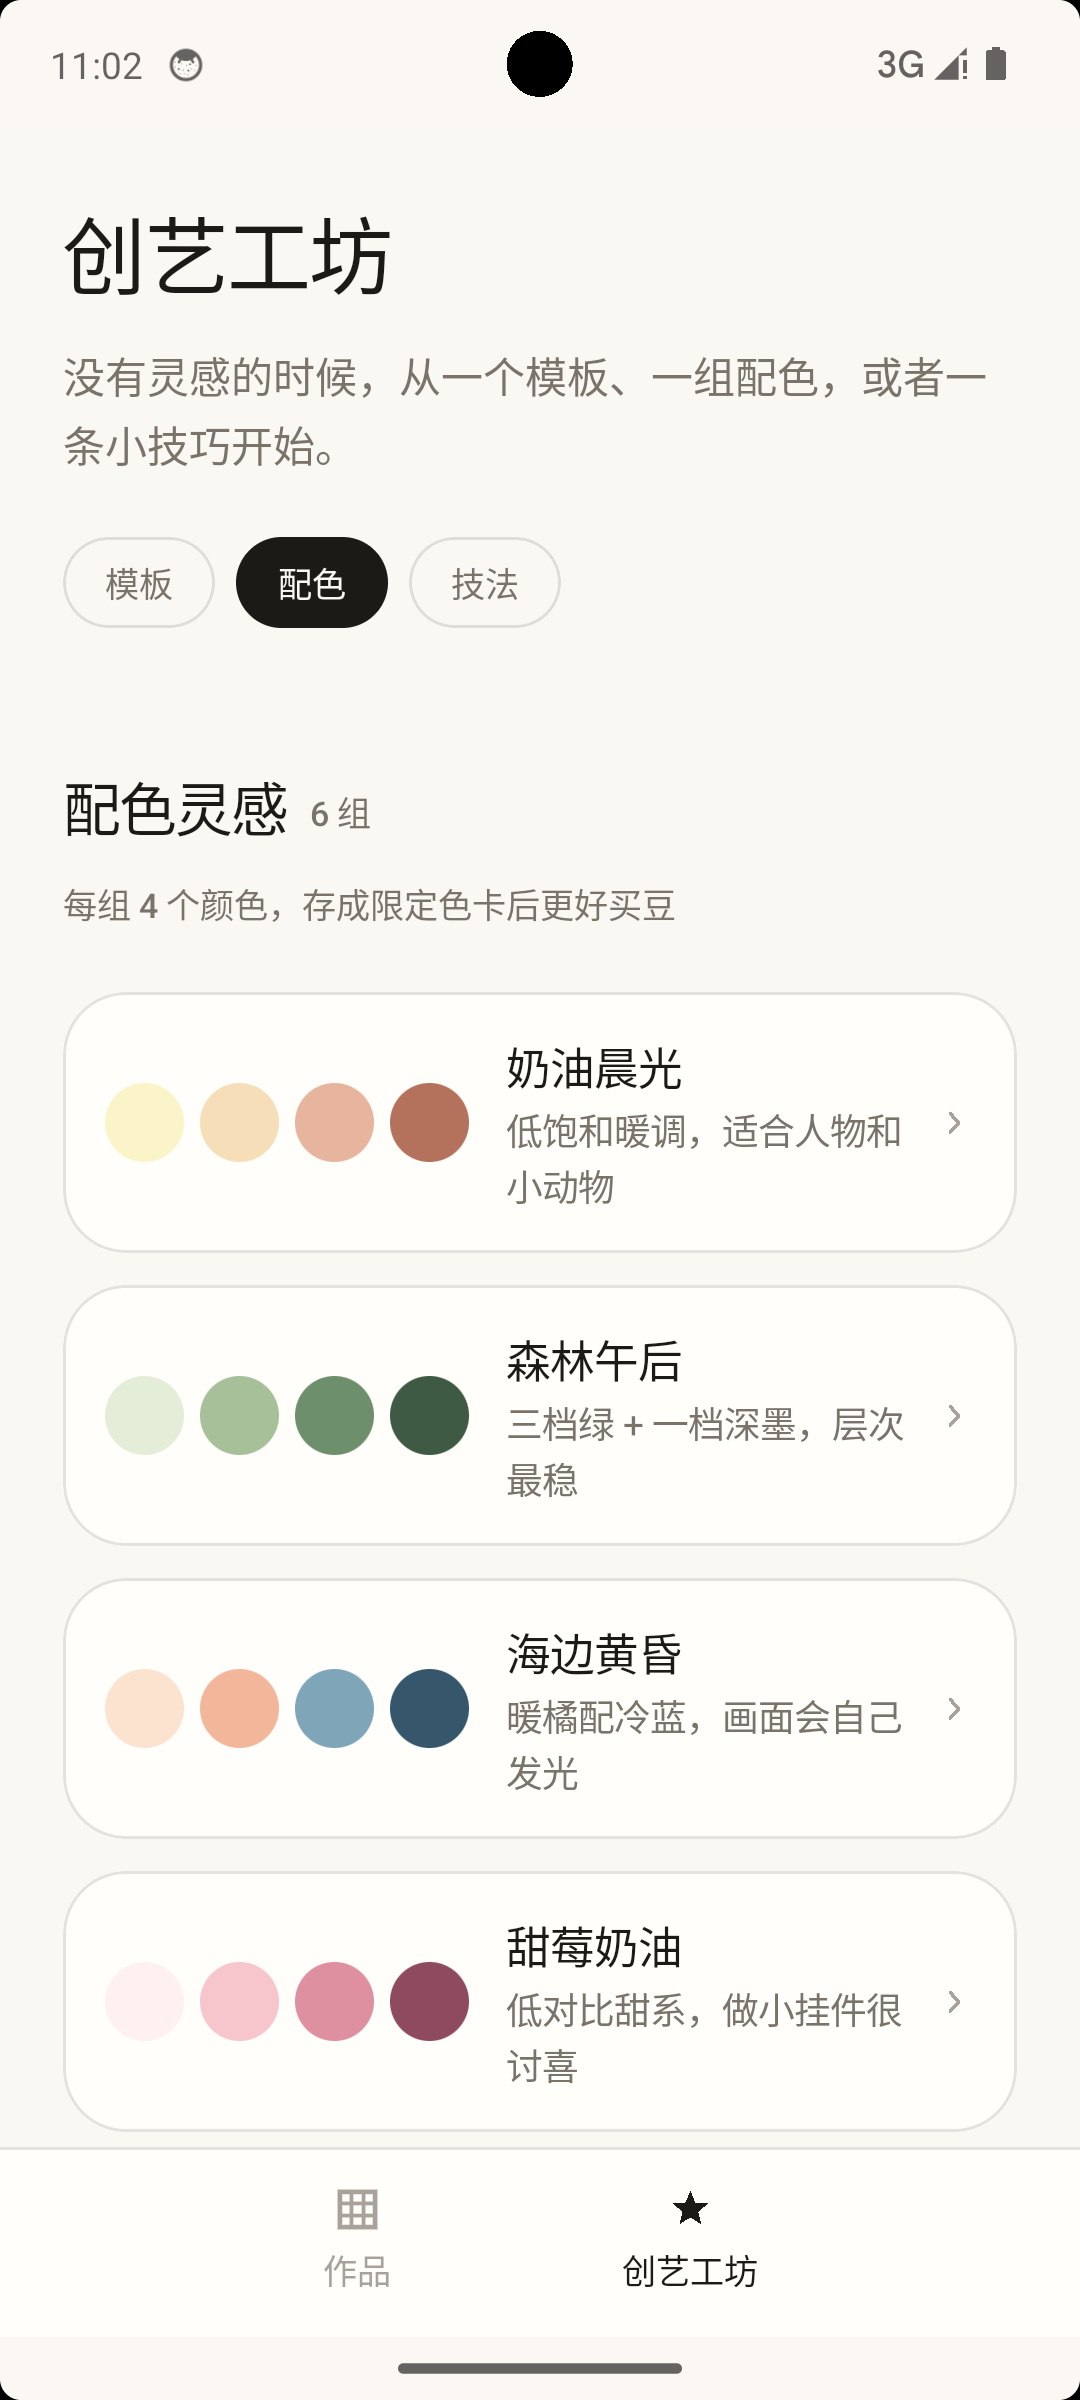 11:02
3G
创艺工坊
没有灵感的时候，从一个模板、一组配色，或者一
条小技巧开始。
模板
配色
技法
配色灵感 6 组
每组 4 个颜色，存成限定色卡后更好买豆
奶油晨光
低饱和暖调，适合人物和
小动物
森林午后
三档绿 + 一档深墨，层次
最稳
海边黄昏
暖橘配冷蓝，画面会自己
发光
甜莓奶油
低对比甜系，做小挂件很
讨喜
作品
创艺工坊